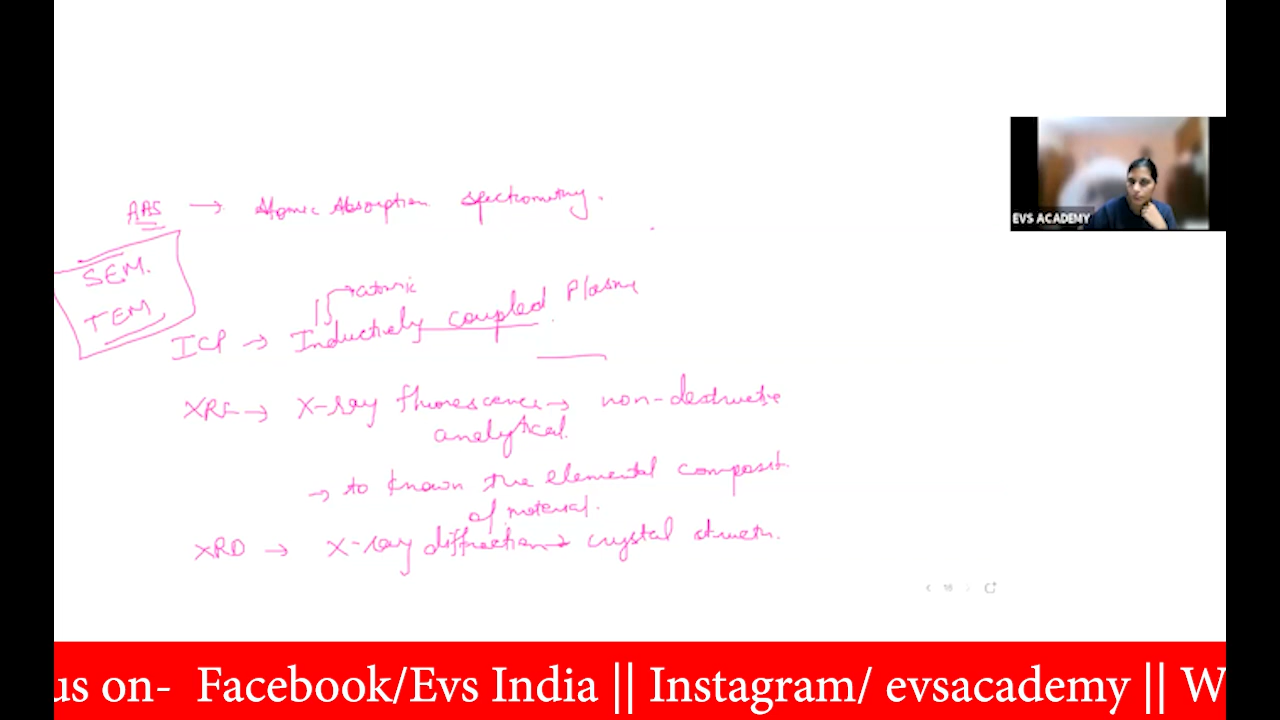 AAS → Atomic Absorption Spectrometry.
SEM.
TEM
→ atomic
ICP → Inductively coupled Plasma
XRF → X-ray fluorescence → non-destructive
analytical.
→ to known the elemental composit.
of material.
XRD → X-ray diffraction → crystal
EVS ACADEMY
18
us on- Facebook/Evs India || Instagram/ evsacademy || W